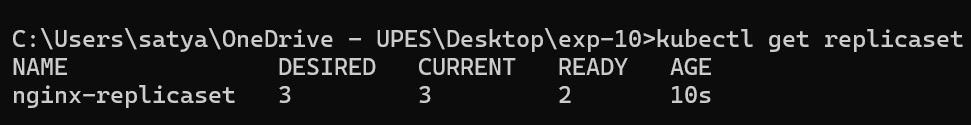 C:\Users\satya\OneDrive - UPES\Desktop\exp-10>kubectl get replicaset
NAME DESIRED CURRENT READY AGE
nginx-replicaset 3 3 2 10s